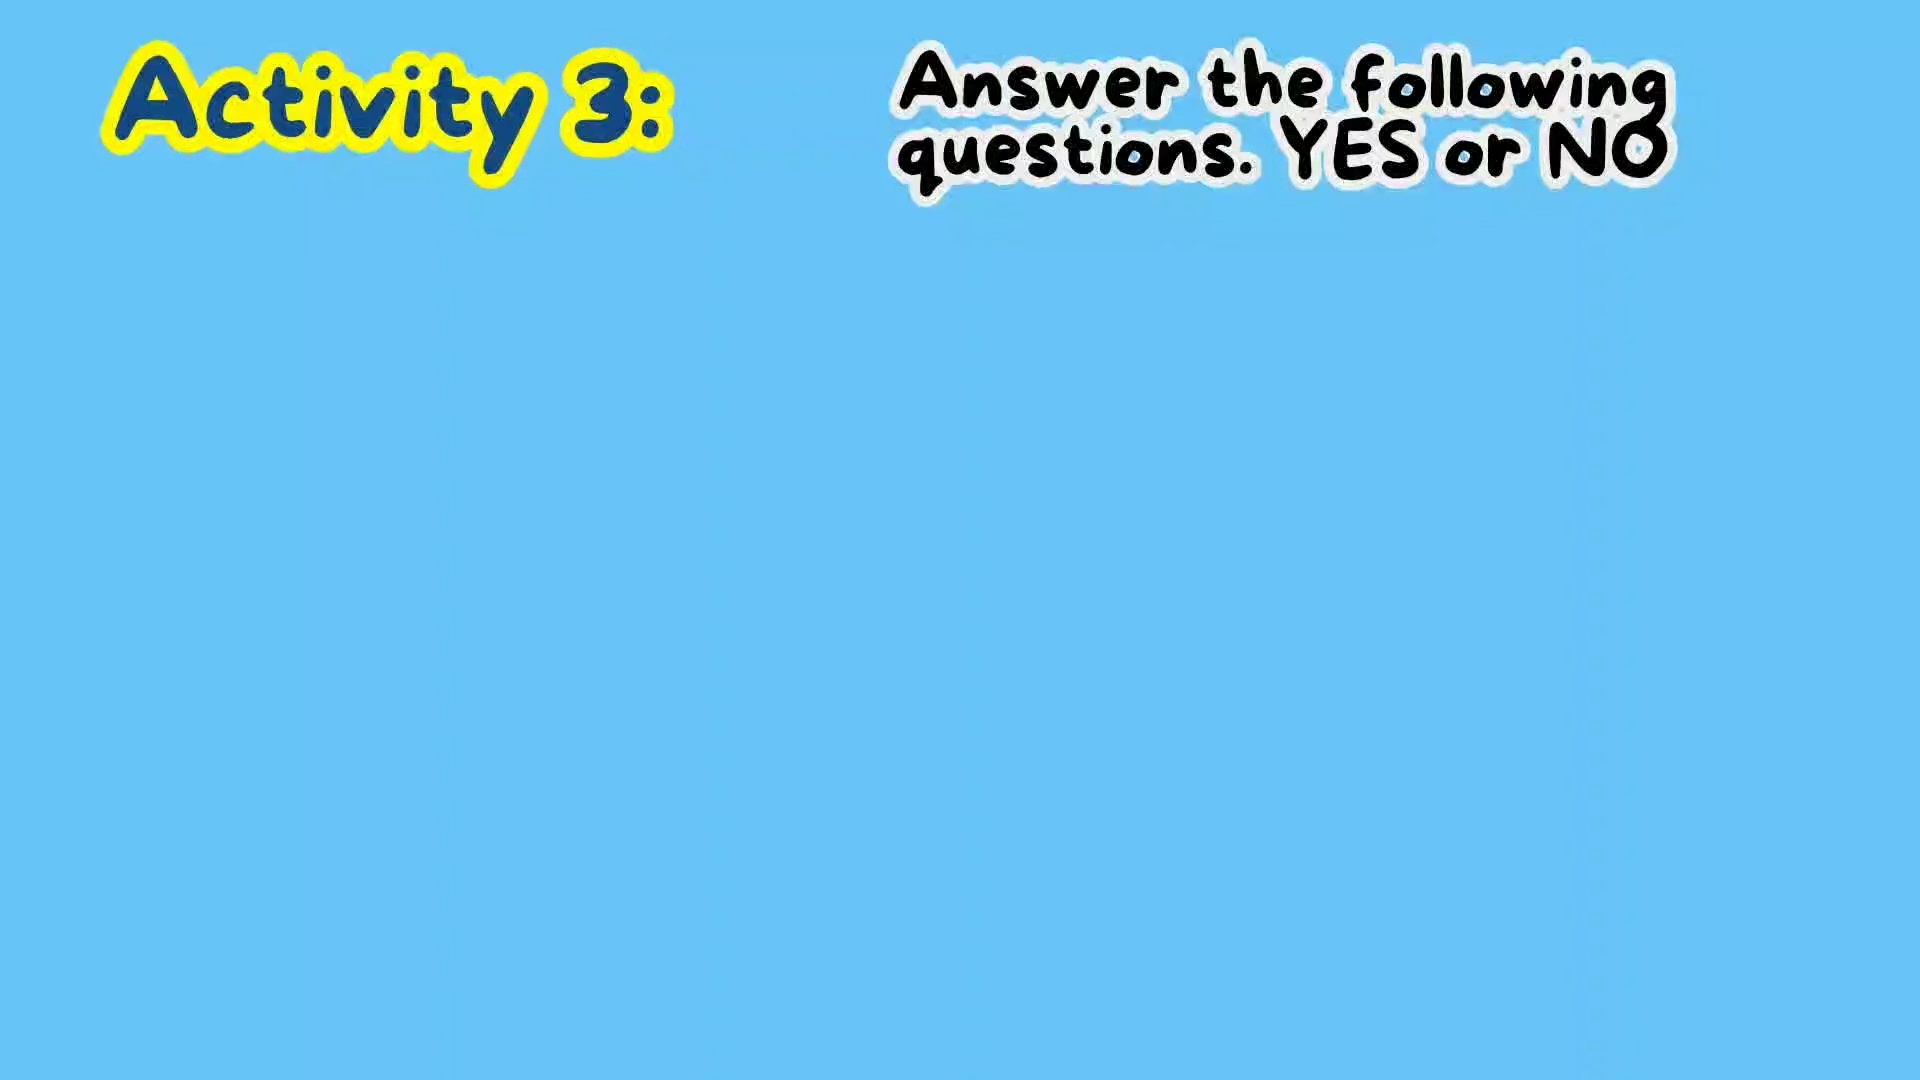 Activity 3:
Answer the following
questions. YES or NO